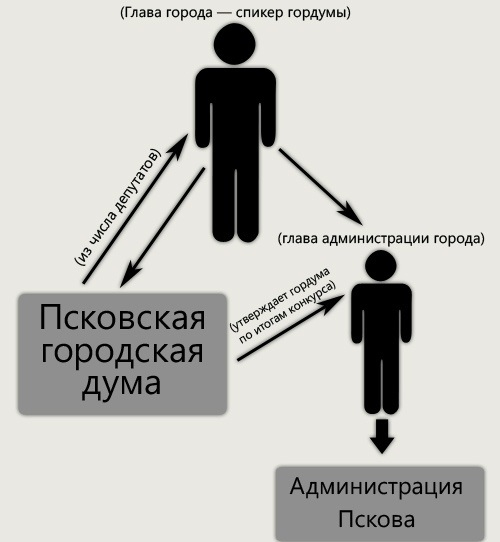 (Глава города — спикер гордумы)
(из числа депутатов)
(глава администрации города)
(утверждает гордума
по итогам конкурса)
Псковская
городская
дума
Администрация
Пскова